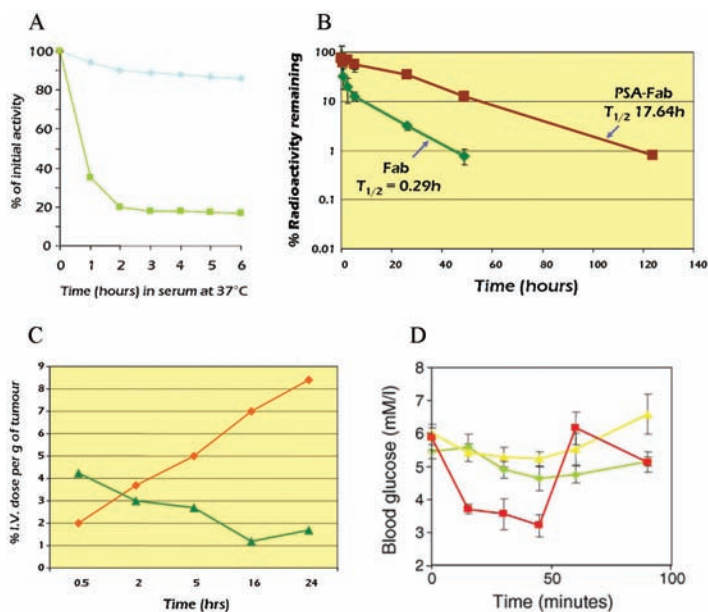 A
% of initial activity
100
80
60
40
20
0
0 1 2 3 4 5 6
Time (hours) in serum at 37°C
B
% Radioactivity remaining
100
10
1
0.1
0.01
PSA-Fab
T1/2 17.64h
Fab
T1/2 = 0.29h
0 20 40 60 80 100 120 140
Time (hours)
C
% I.V. dose per g of tumour
9
8
7
6
5
4
3
2
1
0
0.5 2 5 16 24
Time (hrs)
D
Blood glucose (mM/l)
8
7
6
5
4
3
2
0 50 100
Time (minutes)